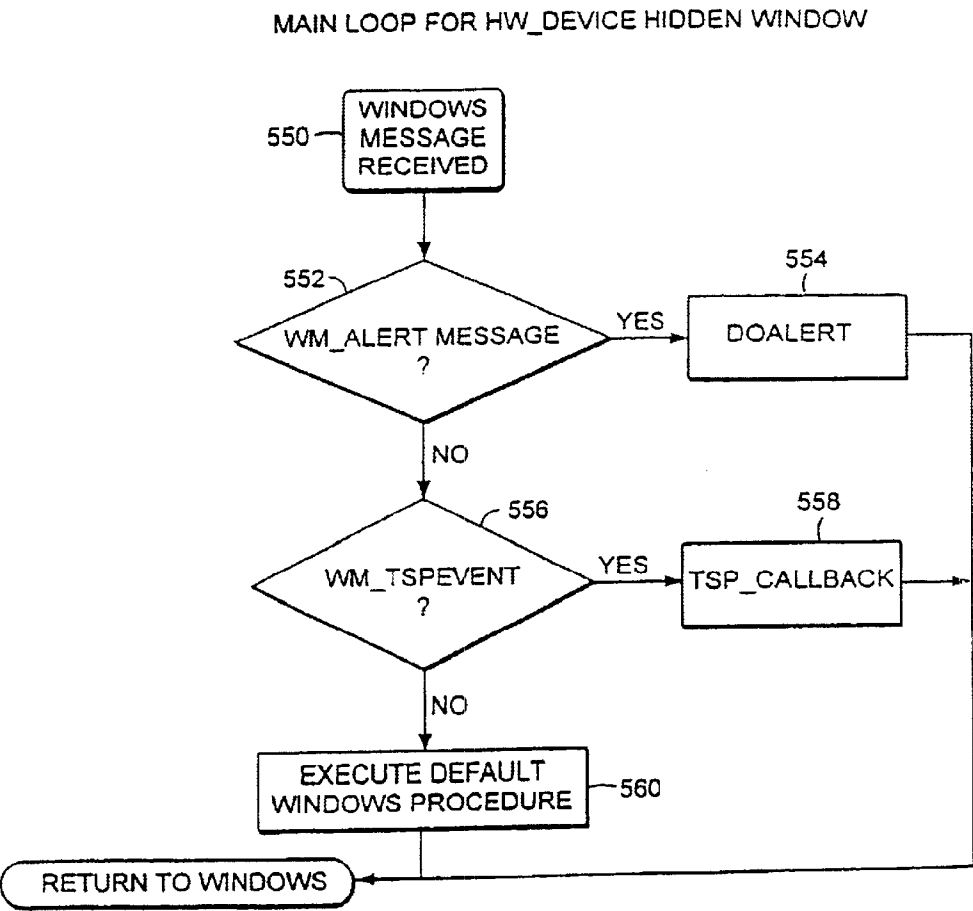 MAIN LOOP FOR HW_DEVICE HIDDEN WINDOW
WINDOWS
MESSAGE
RECEIVED
550
552
WM_ALERT MESSAGE
?
YES
554
DOALERT
NO
556
WM_TSPEVENT
?
YES
558
TSP_CALLBACK
NO
EXECUTE DEFAULT
WINDOWS PROCEDURE
560
RETURN TO WINDOWS